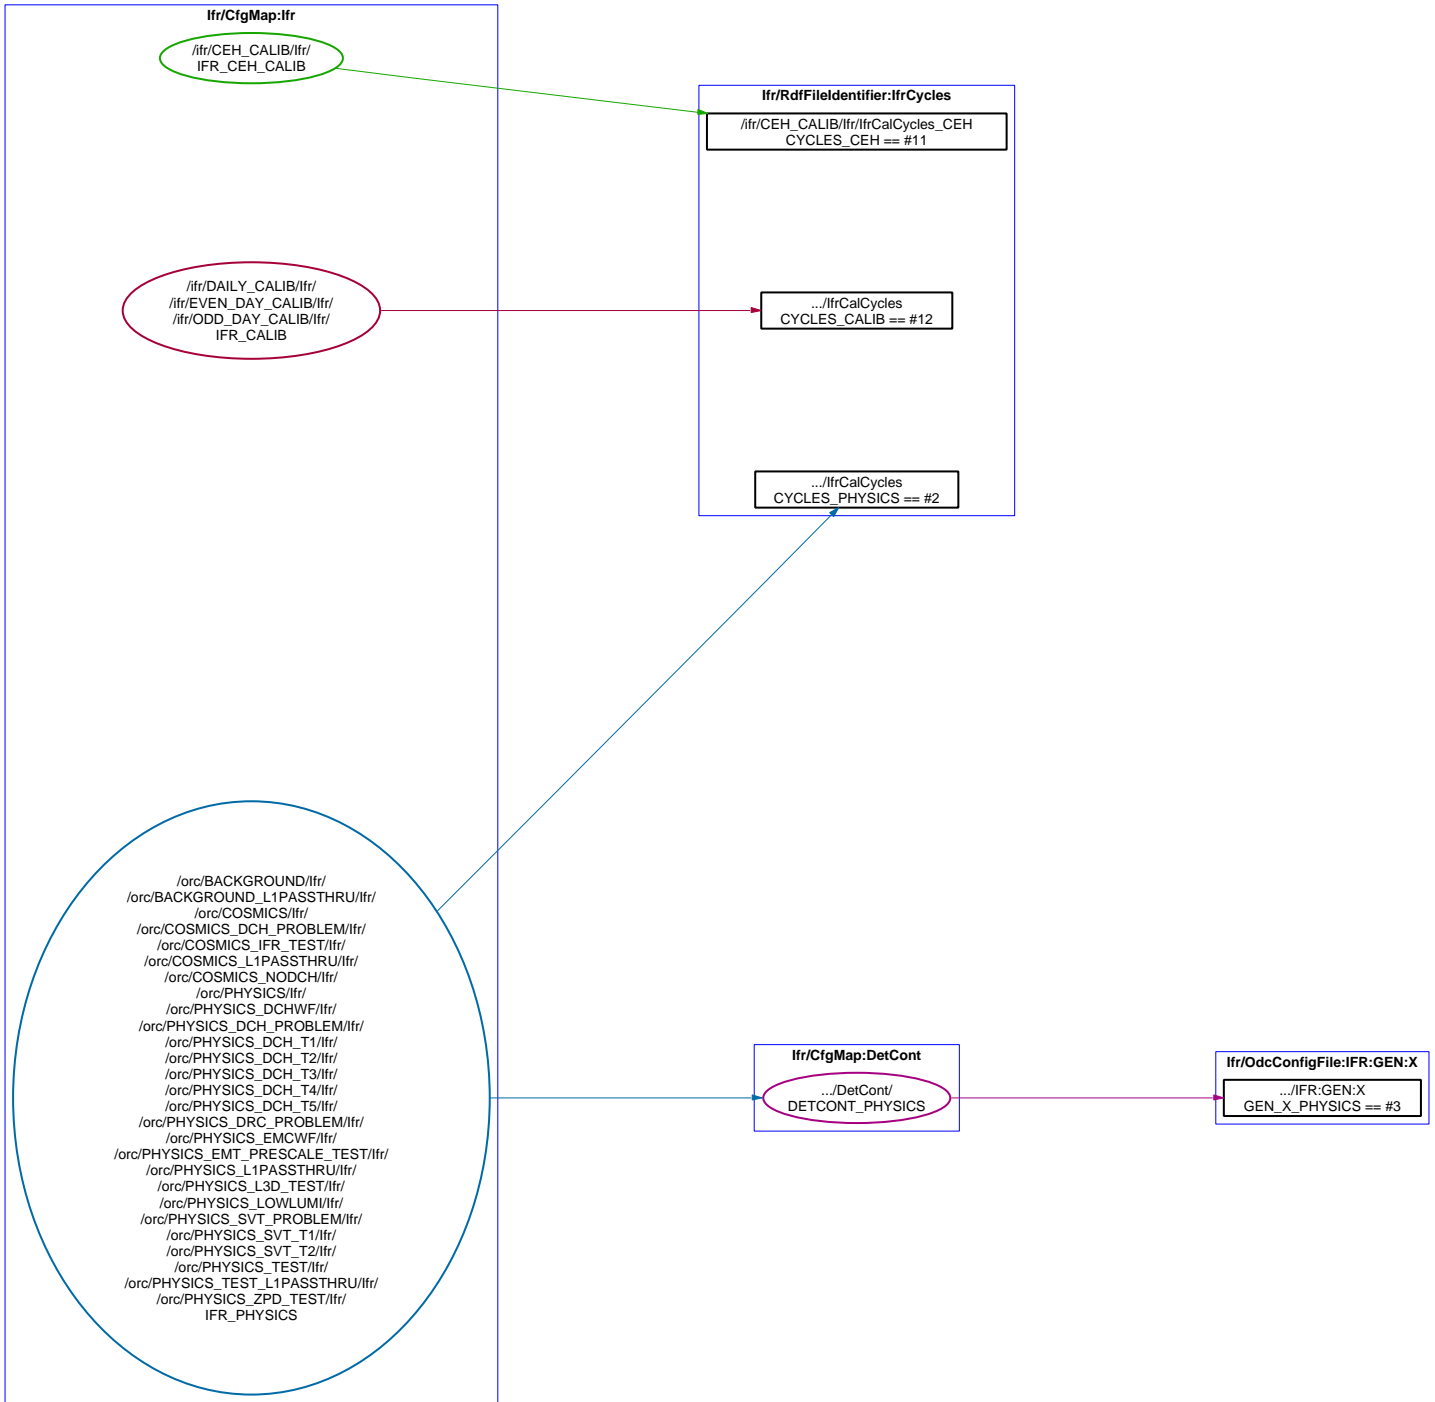 Ifr/CfgMap:Ifr
/ifr/CEH_CALIB/Ifr/
IFR_CEH_CALIB
/ifr/DAILY_CALIB/Ifr/
/ifr/EVEN_DAY_CALIB/Ifr/
/ifr/ODD_DAY_CALIB/Ifr/
IFR_CALIB
/orc/BACKGROUND/Ifr/
/orc/BACKGROUND_L1PASSTHRU/Ifr/
/orc/COSMICS/Ifr/
/orc/COSMICS_DCH_PROBLEM/Ifr/
/orc/COSMICS_IFR_TEST/Ifr/
/orc/COSMICS_L1PASSTHRU/Ifr/
/orc/COSMICS_NODCH/Ifr/
/orc/PHYSICS/Ifr/
/orc/PHYSICS_DCHWF/Ifr/
/orc/PHYSICS_DCH_PROBLEM/Ifr/
/orc/PHYSICS_DCH_T1/Ifr/
/orc/PHYSICS_DCH_T2/Ifr/
/orc/PHYSICS_DCH_T3/Ifr/
/orc/PHYSICS_DCH_T4/Ifr/
/orc/PHYSICS_DCH_T5/Ifr/
/orc/PHYSICS_DRC_PROBLEM/Ifr/
/orc/PHYSICS_EMCWF/Ifr/
/orc/PHYSICS_EMT_PRESCALE_TEST/Ifr/
/orc/PHYSICS_L1PASSTHRU/Ifr/
/orc/PHYSICS_L3D_TEST/Ifr/
/orc/PHYSICS_LOWLUMI/Ifr/
/orc/PHYSICS_SVT_PROBLEM/Ifr/
/orc/PHYSICS_SVT_T1/Ifr/
/orc/PHYSICS_SVT_T2/Ifr/
/orc/PHYSICS_TEST/Ifr/
/orc/PHYSICS_TEST_L1PASSTHRU/Ifr/
/orc/PHYSICS_ZPD_TEST/Ifr/
IFR_PHYSICS
Ifr/RdfFileIdentifier:IfrCycles
/ifr/CEH_CALIB/Ifr/IfrCalCycles_CEH
CYCLES_CEH == #11
.../IfrCalCycles
CYCLES_CALIB == #12
.../IfrCalCycles
CYCLES_PHYSICS == #2
Ifr/CfgMap:DetCont
.../DetCont/
DETCONT_PHYSICS
Ifr/OdcConfigFile:IFR:GEN:X
.../IFR:GEN:X
GEN_X_PHYSICS == #3